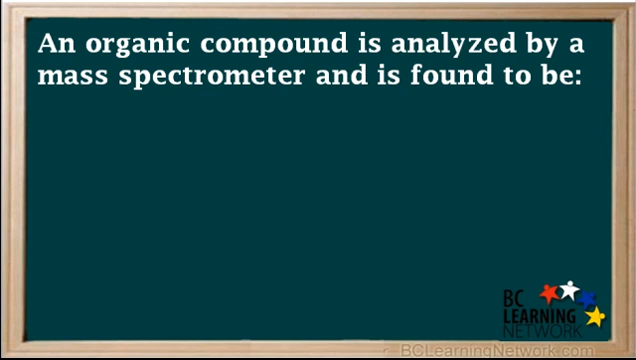 An organic compound is analyzed by a
mass spectrometer and is found to be:
BC
LEARNING
NETWORK
BCLearningNetwork.com